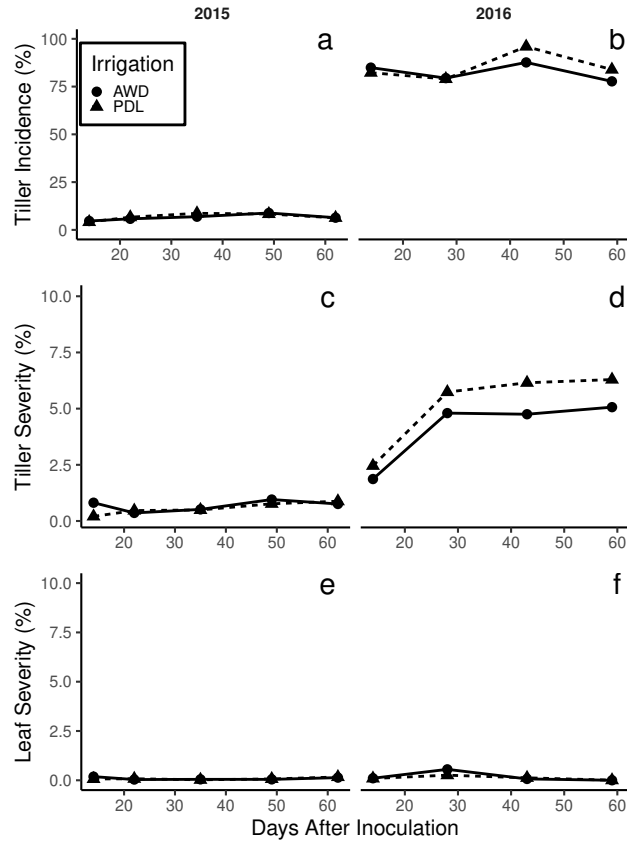 2015 2016
Tiller Incidence (%)
100
75
50
25
0
a
Irrigation
AWD
PDL
b
20 30 40 50 60
20 30 40 50 60
Tiller Severity (%)
10.0
7.5
5.0
2.5
0.0
c
d
20 30 40 50 60
20 30 40 50 60
Leaf Severity (%)
10.0
7.5
5.0
2.5
0.0
e
f
20 30 40 50 60
20 30 40 50 60
Days After Inoculation